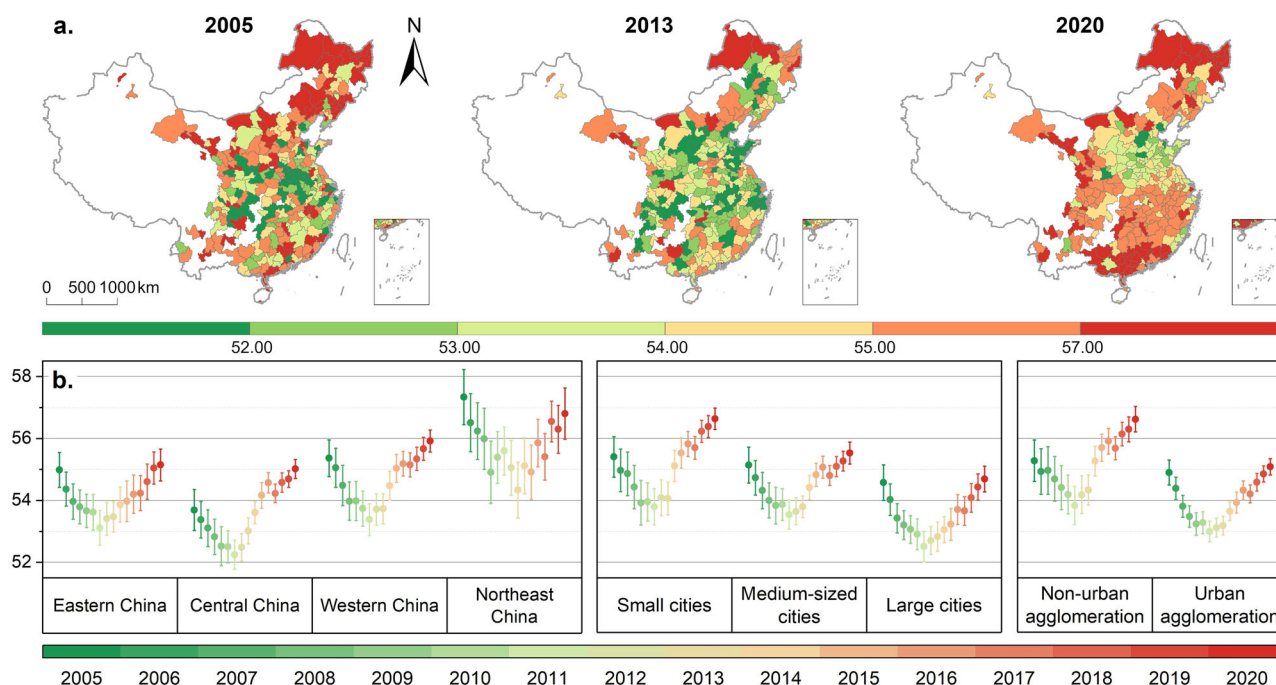 a.
2005
N
2013
2020
0 500 1000 km
52.00 53.00 54.00 55.00 57.00
b.
58
56
54
52
Eastern China
Central China
Western China
Northeast
China
Small cities
Medium-sized
cities
Large cities
Non-urban
agglomeration
Urban
agglomeration
2005 2006 2007 2008 2009 2010 2011 2012 2013 2014 2015 2016 2017 2018 2019 2020